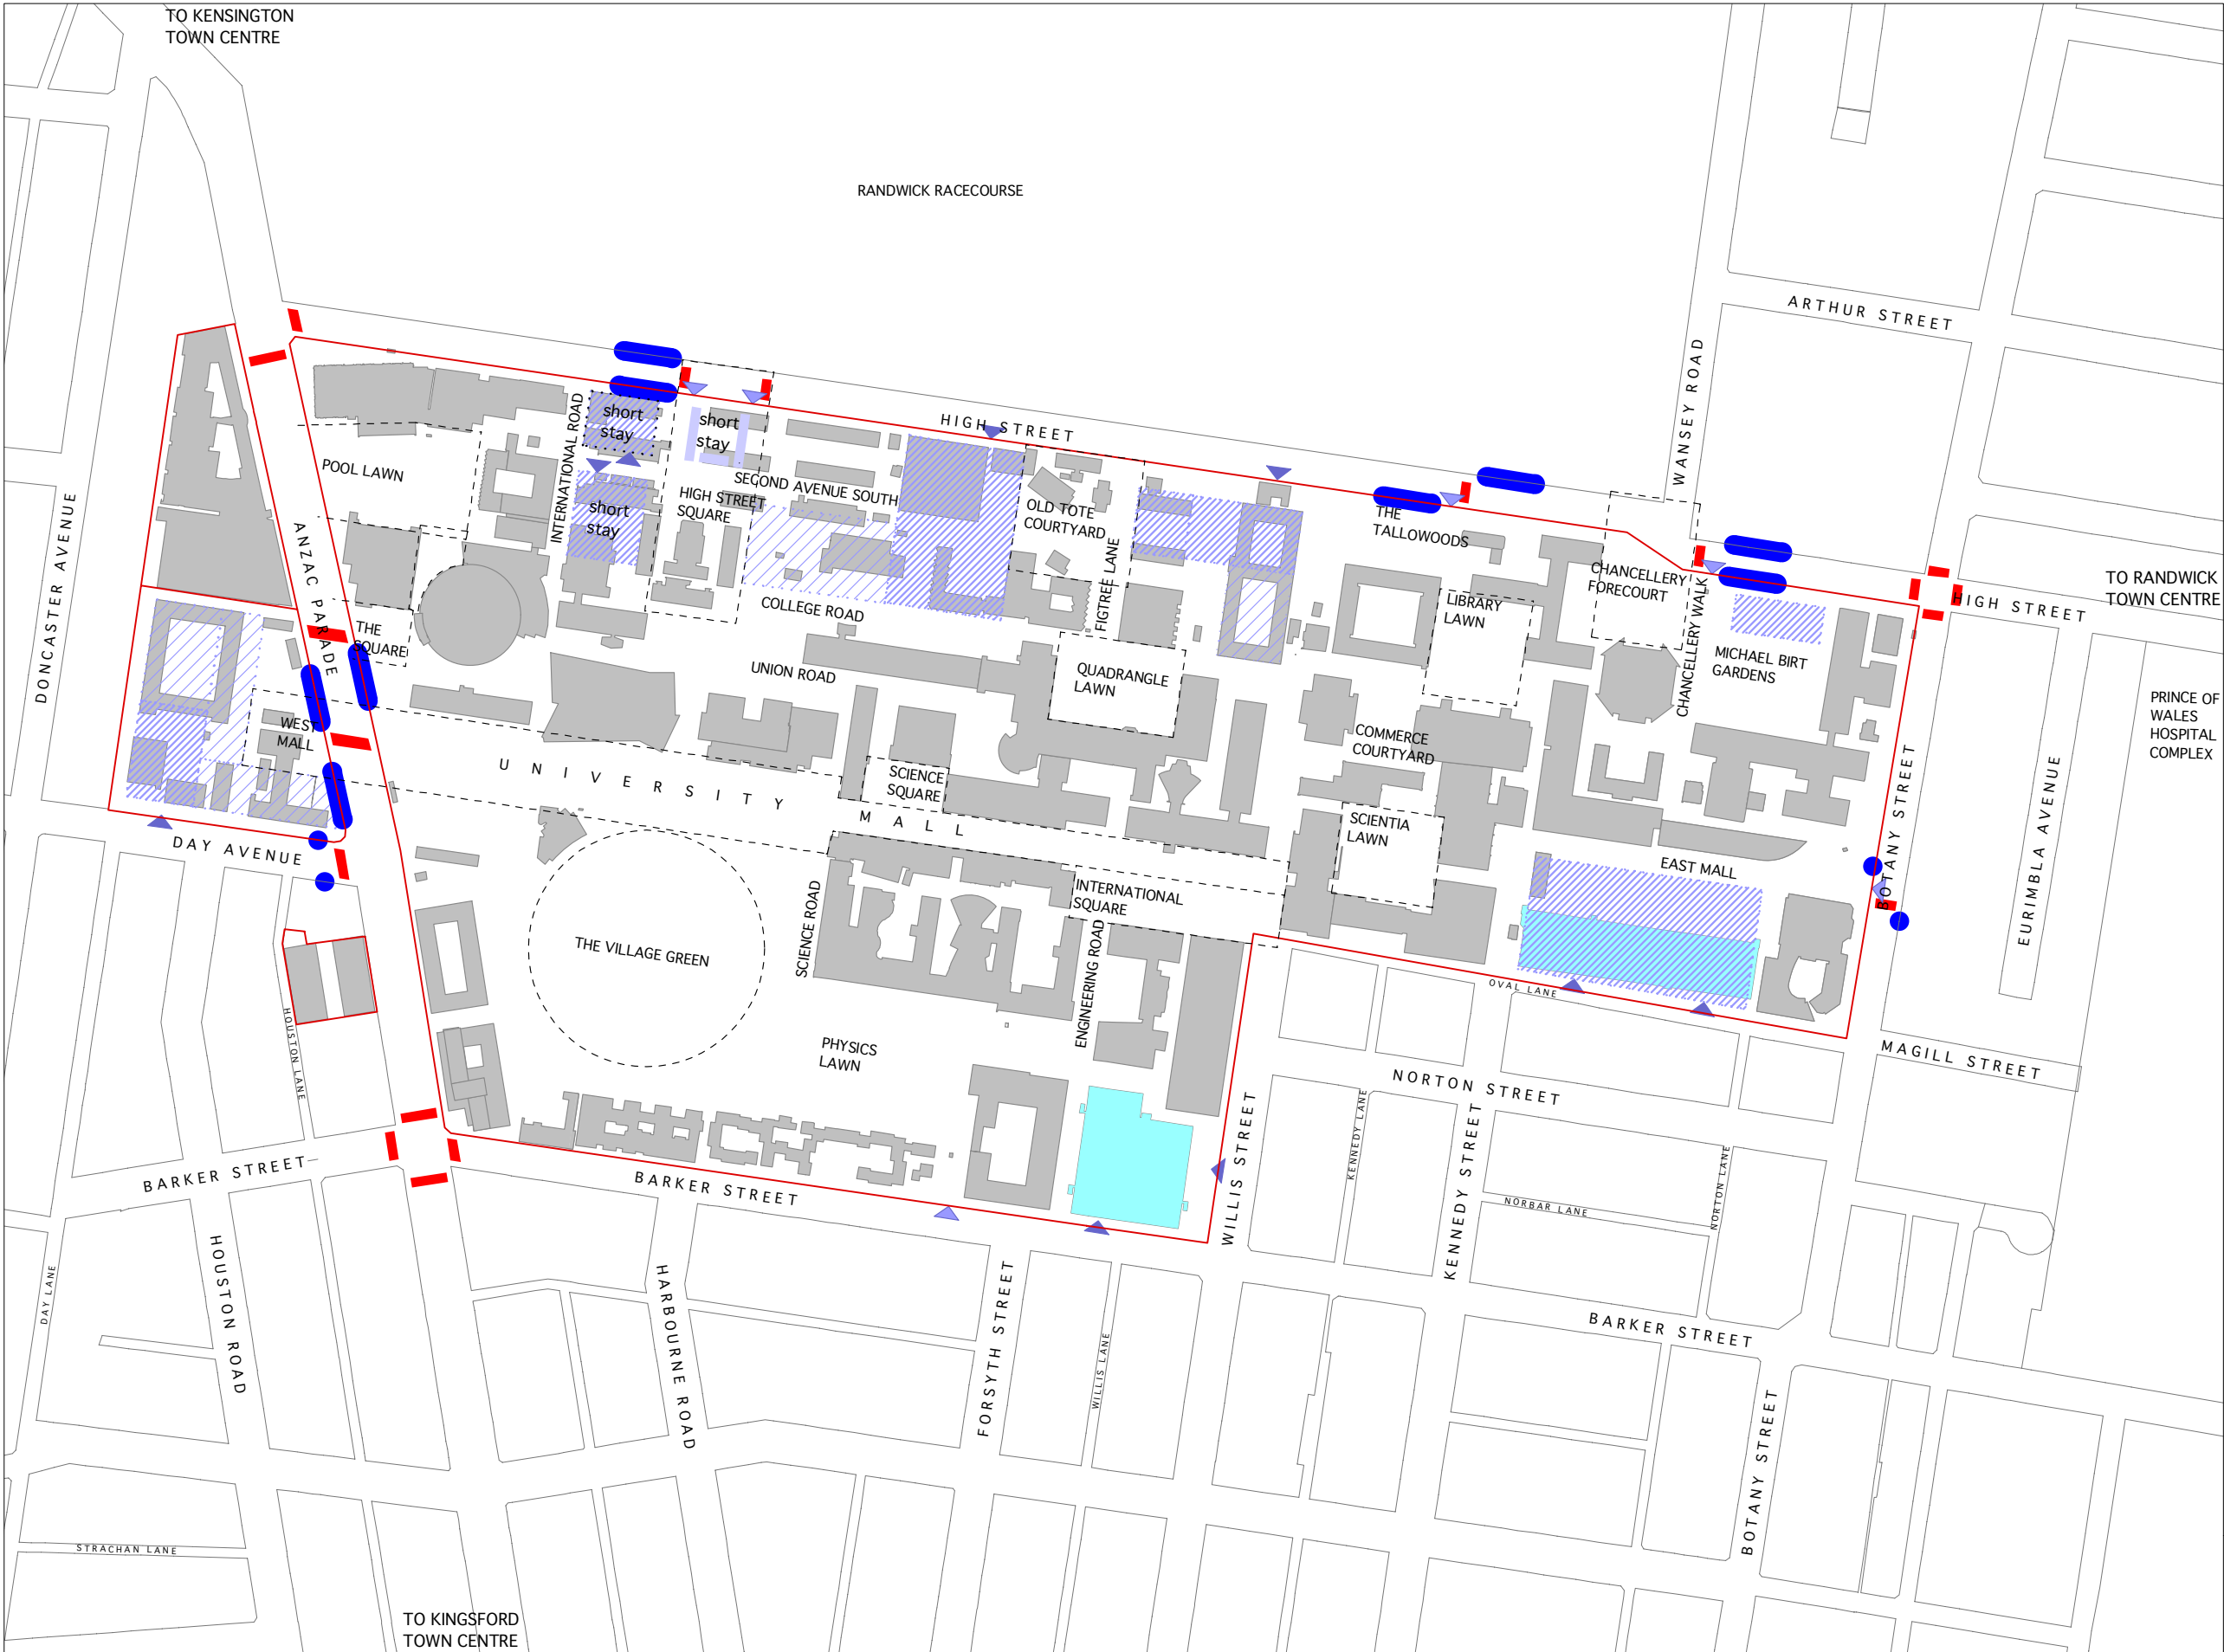 TO KENSINGTON
TOWN CENTRE
RANDWICK RACECOURSE
ARTHUR STREET
WANSEY ROAD
HIGH STREET
short
stay
short
stay
INTERNATIONAL ROAD
POOL LAWN
SECOND AVENUE SOUTH
HIGH STREET
SQUARE
short
stay
OLD TOTE
COURTYARD
THE
TALLOWOODS
FIGTREE LANE
ANZAC PARADE
DONCASTER AVENUE
CHANCELLERY
FORECOURT
CHANCELLERY WALK
TO RANDWICK
TOWN CENTRE
HIGH STREET
LIBRARY
LAWN
COLLEGE ROAD
THE
SQUARE
UNION ROAD
QUADRANGLE
LAWN
MICHAEL BIRT
GARDENS
PRINCE OF
WALES
HOSPITAL
COMPLEX
WEST
MALL
COMMERCE
COURTYARD
UNIVERSITY
MALL
SCIENCE
SQUARE
SCIENTIA
LAWN
BOTANY STREET
EURIMBLA AVENUE
DAY AVENUE
EAST MALL
INTERNATIONAL
SQUARE
SCIENCE ROAD
THE VILLAGE GREEN
ENGINEERING ROAD
OVAL LANE
HOUSTON LANE
PHYSICS
LAWN
MAGILL STREET
NORTON STREET
KENNEDY LANE
KENNEDY STREET
WILLIS STREET
NORTON LANE
NORBAR LANE
BARKER STREET
BARKER STREET
DAY LANE
HOUSTON ROAD
HARBOURNE ROAD
FORSYTH STREET
WILLIS LANE
BARKER STREET
BOTANY STREET
STRACHAN LANE
TO KINGSFORD
TOWN CENTRE